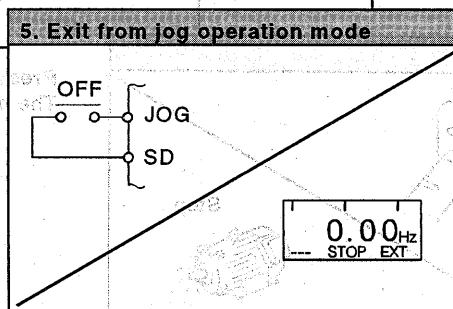 5. Exit from jog operation mode
OFF
JOG
SD
0.00Hz
--- STOP EXT